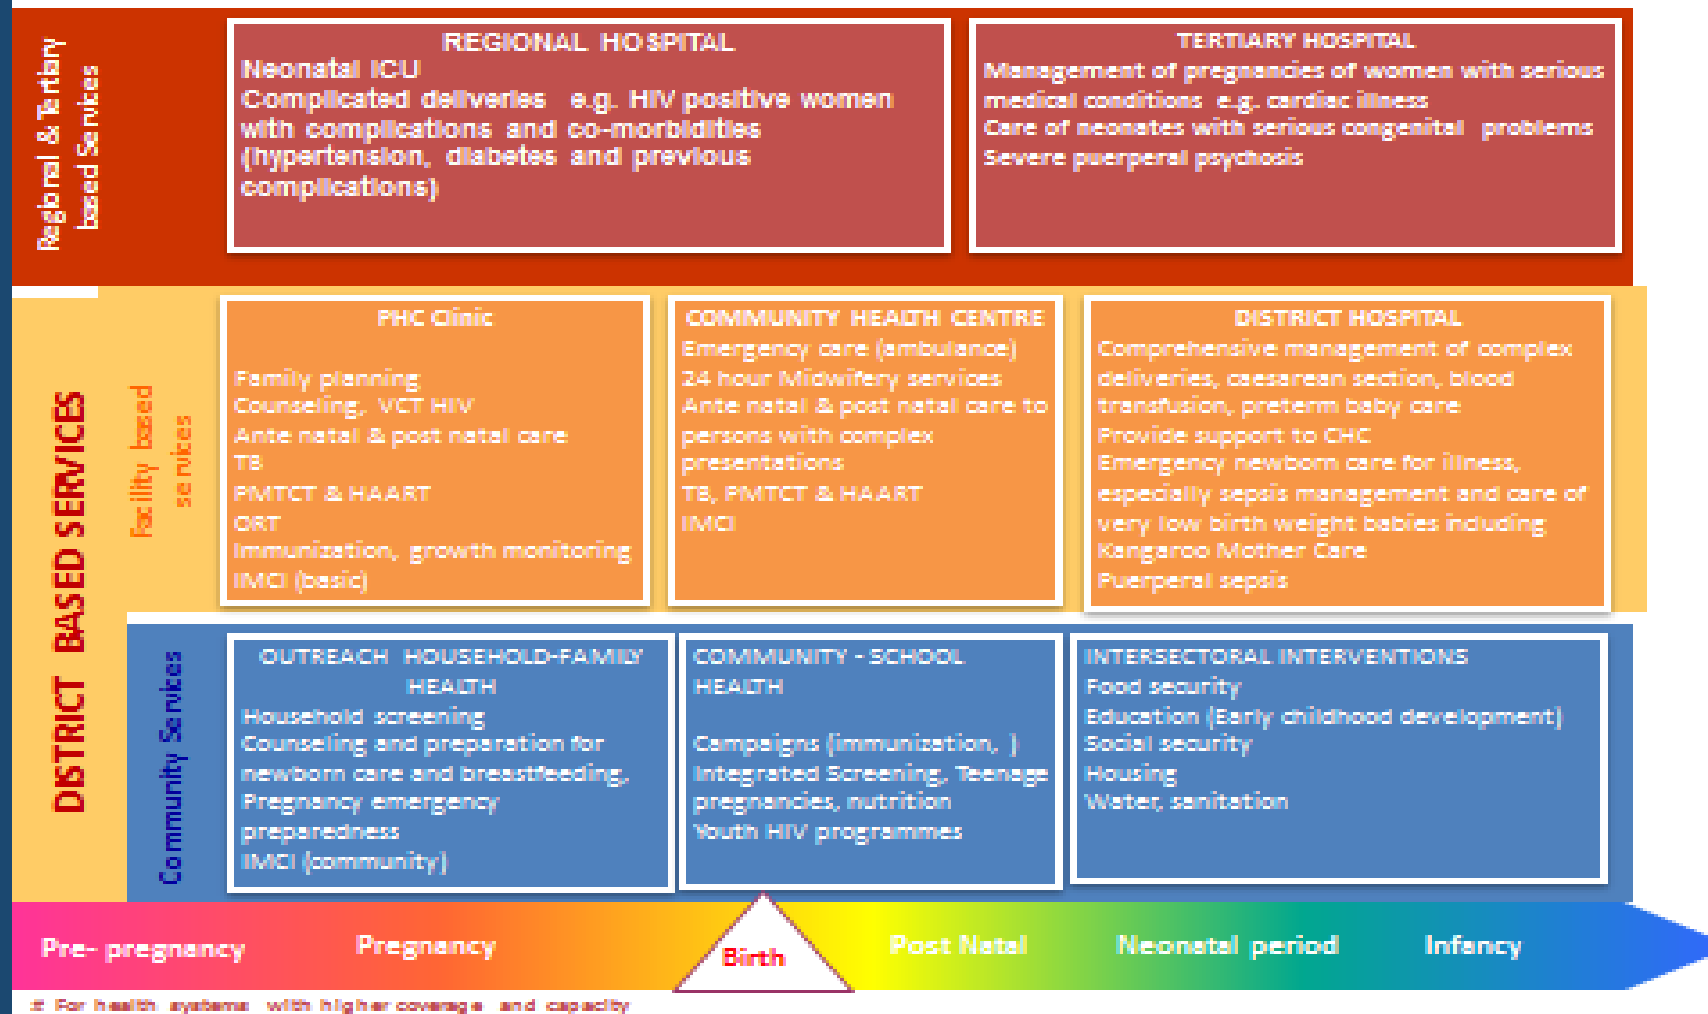 Regional & Tertiary
based Services
REGIONAL HOSPITAL
Neonatal ICU
Complicated deliveries e.g. HIV positive women
with complications and co-morbidities
(hypertension, diabetes and previous
complications)
TERTIARY HOSPITAL
Management of pregnancies of women with serious
medical conditions e.g. cardiac illness
Care of neonates with serious congenital problems
Severe puerperal psychosis
DISTRICT BASED SERVICES
Facility based
services
PHC Clinic
Family planning
Counseling, VCT HIV
Ante natal & post natal care
TB
PMTCT & HAART
ORT
Immunization, growth monitoring
IMCI (basic)
COMMUNITY HEALTH CENTRE
Emergency care (ambulance)
24 hour Midwifery services
Ante natal & post natal care to
persons with complex
presentations
TB, PMTCT & HAART
IMCI
DISTRICT HOSPITAL
Comprehensive management of complex
deliveries, caesarean section, blood
transfusion, preterm baby care
Provide support to CHC
Emergency newborn care for illness,
especially sepsis management and care of
very low birth weight babies including
Kangaroo Mother Care
Puerperal sepsis
Community Services
OUTREACH HOUSEHOLD-FAMILY
HEALTH
Household screening
Counseling and preparation for
newborn care and breastfeeding,
Pregnancy emergency
preparedness
IMCI (community)
COMMUNITY - SCHOOL
HEALTH
Campaigns (immunization, )
Integrated Screening, Teenage
pregnancies, nutrition
Youth HIV programmes
INTERSECTORAL INTERVENTIONS
Food security
Education (Early childhood development)
Social security
Housing
Water, sanitation
Pre- pregnancy
Pregnancy
Birth
Post Natal
Neonatal period
Infancy
# For health systems with higher coverage and capacity